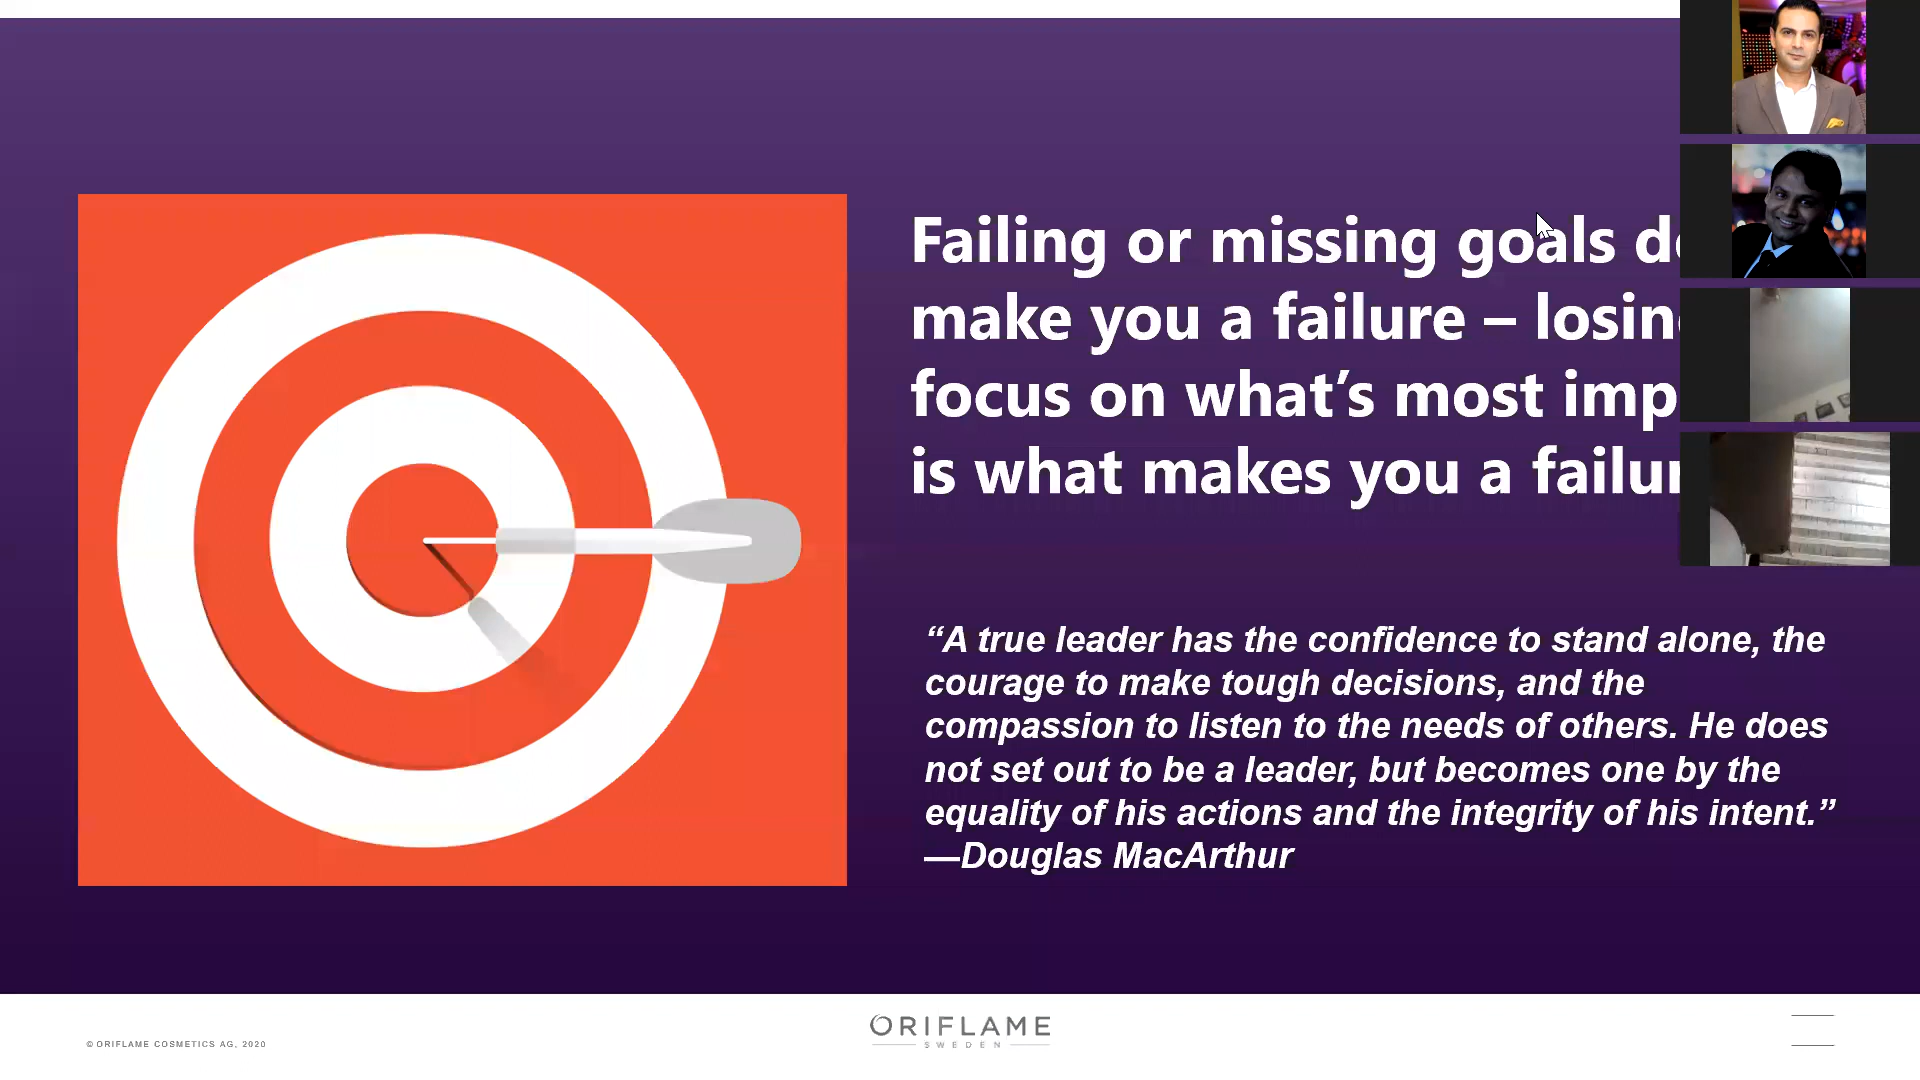 Failing or missing goals
make you a failure – losing
focus on what’s most
is what makes you a
“A true leader has the confidence to stand alone, the
courage to make tough decisions, and the
compassion to listen to the needs of others. He does
not set out to be a leader, but becomes one by the
equality of his actions and the integrity of his intent.”
—Douglas MacArthur
© ORIFLAME COSMETICS AG, 2020
ORIFLAME
SWEDEN